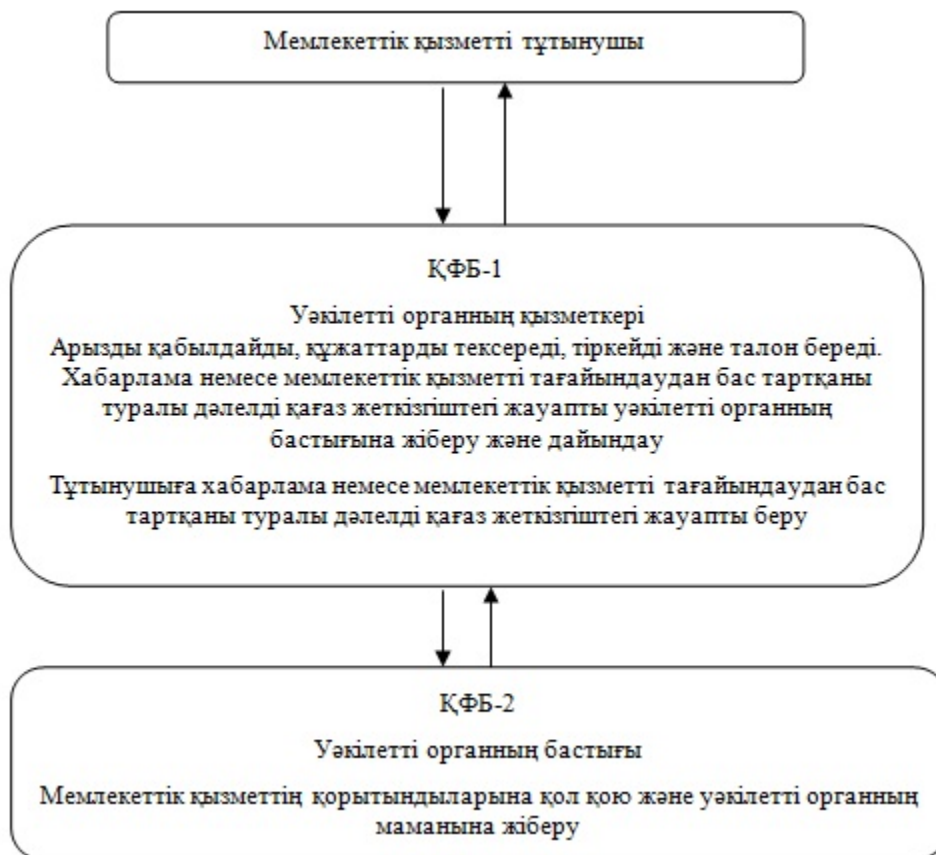 Мемлекеттік қызметті тұтынушы
ҚФБ-1
Уәкілетті органның қызметкері
Арызды қабылдайды, құжаттарды тексереді, тіркейді және талон береді.
Хабарлама немесе мемлекеттік қызметті тағайындаудан бас тартқаны
туралы дәлелді қағаз жеткізгіштегі жауапты уәкілетті органның
бастығына жіберу және дайындау
Тұтынушыға хабарлама немесе мемлекеттік қызметті тағайындаудан бас
тартқаны туралы дәлелді қағаз жеткізгіштегі жауапты беру
ҚФБ-2
Уәкілетті органның бастығы
Мемлекеттік қызметтің қорытындыларына қол қою және уәкілетті органның
маманына жіберу